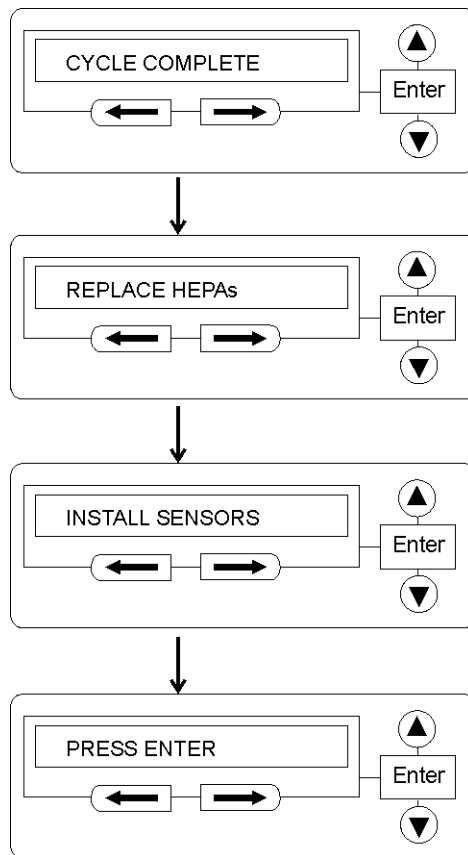 CYCLE COMPLETE
Enter
REPLACE HEPAs
Enter
INSTALL SENSORS
Enter
PRESS ENTER
Enter